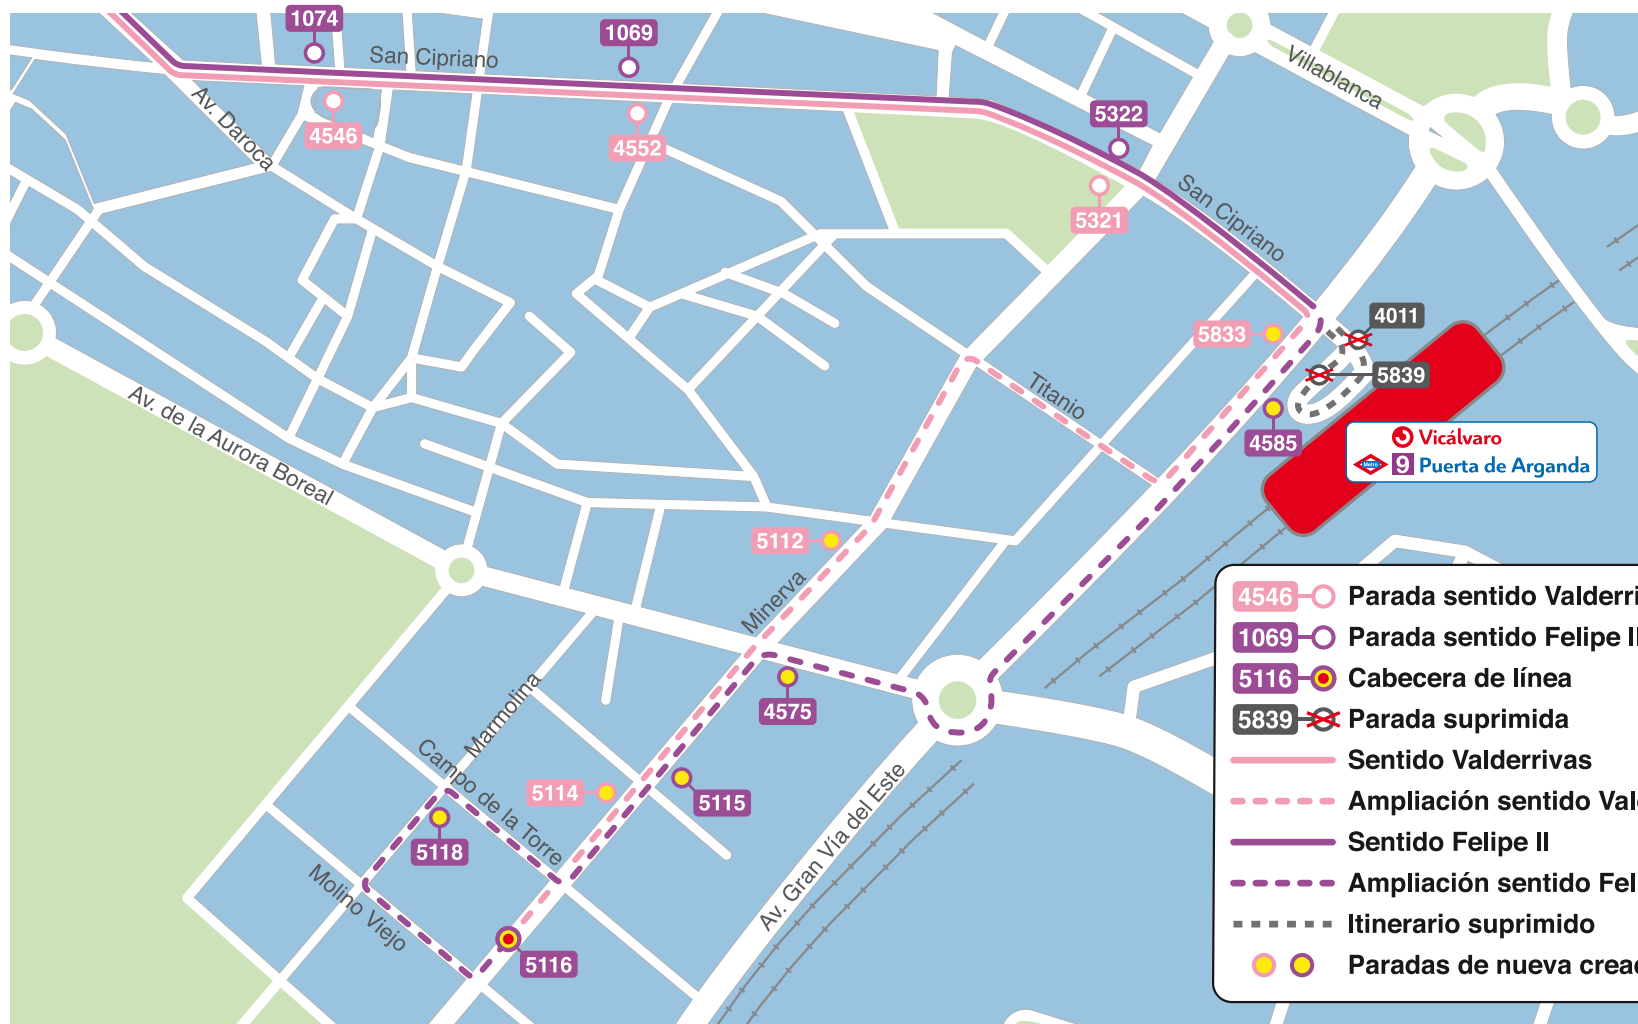 1074
1069
San Cipriano
Villablanca
Av. Daroca
4546
4552
5322
5321
San Cipriano
5833
4011
5839
Titanio
4585
Vicálvaro
Metro 9 Puerta de Arganda
Av. de la Aurora Boreal
5112
Minerva
4575
Marmolina
Campo de la Torre
5114
5115
5118
Av. Gran Vía del Este
Molino Viejo
5116
4546 Parada sentido Valderri
1069 Parada sentido Felipe II
5116 Cabecera de línea
5839 Parada suprimida
Sentido Valderrivas
Ampliación sentido Val
Sentido Felipe II
Ampliación sentido Fel
Itinerario suprimido
Paradas de nueva crea